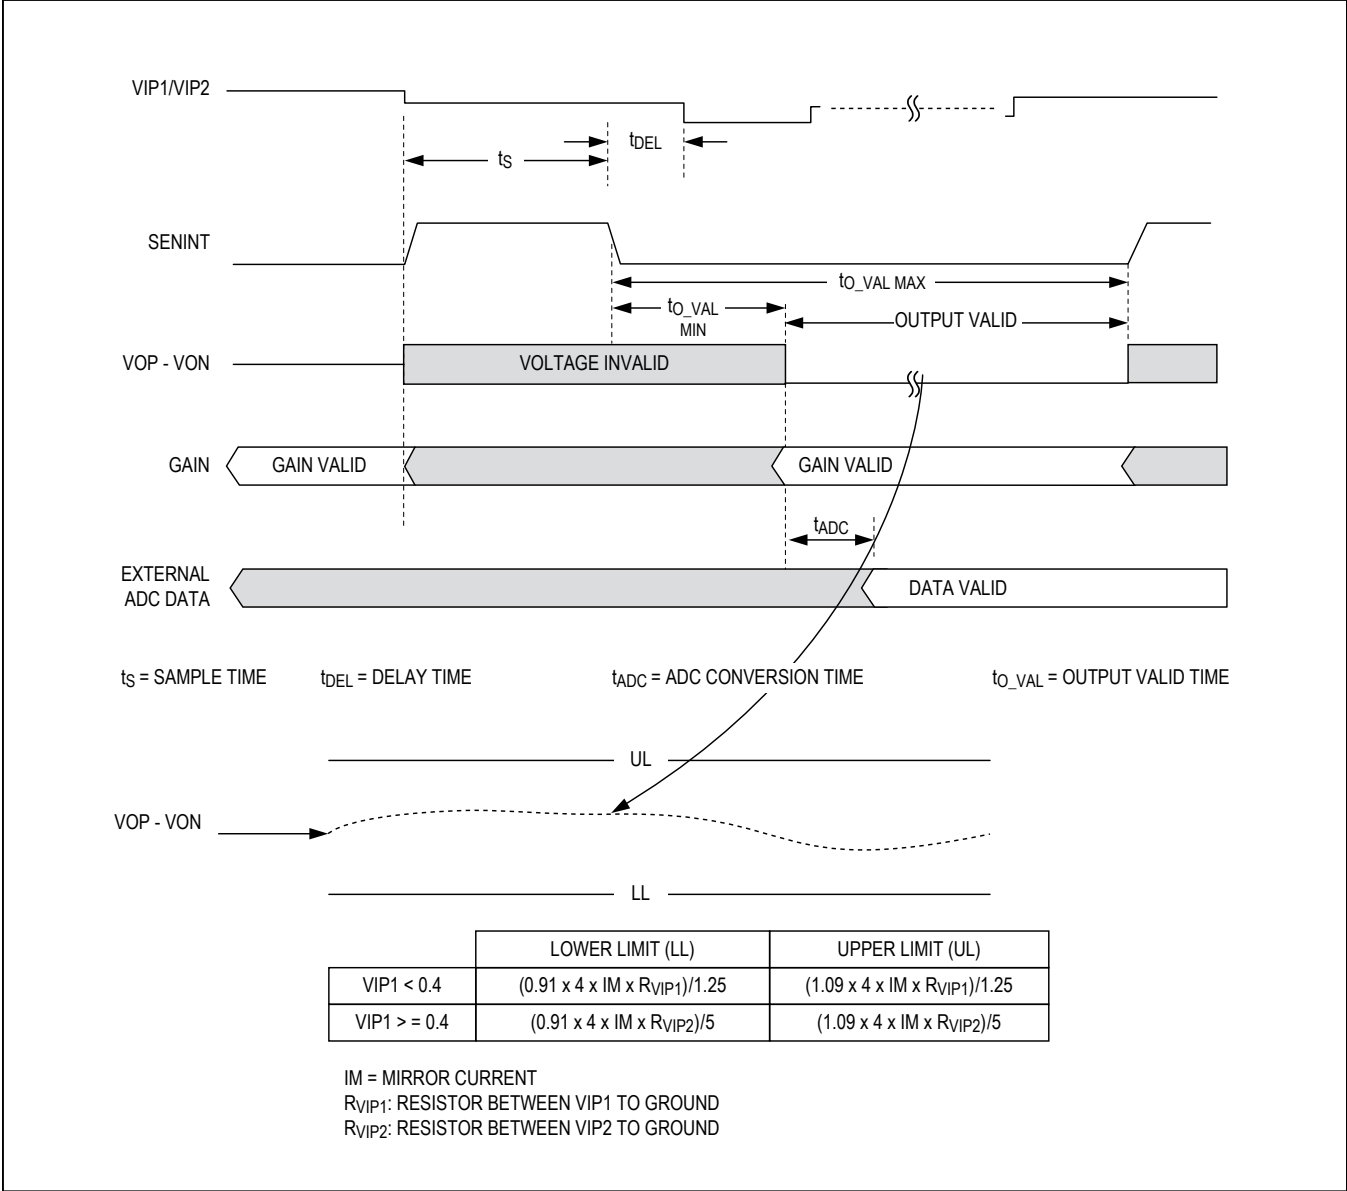 VIP1/VIP2
tDEL
tS
SENINT
tO_VAL MAX
tO_VAL
MIN
OUTPUT VALID
VOP - VON
VOLTAGE INVALID
GAIN
GAIN VALID
GAIN VALID
tADC
EXTERNAL
ADC DATA
DATA VALID
tS = SAMPLE TIME
tDEL = DELAY TIME
tADC = ADC CONVERSION TIME
tO_VAL = OUTPUT VALID TIME
UL
VOP - VON
LL
LOWER LIMIT (LL)
UPPER LIMIT (UL)
VIP1 < 0.4
(0.91 x 4 x IM x RVIP1)/1.25
(1.09 x 4 x IM x RVIP1)/1.25
VIP1 > = 0.4
(0.91 x 4 x IM x RVIP2)/5
(1.09 x 4 x IM x RVIP2)/5
IM = MIRROR CURRENT
RVIP1: RESISTOR BETWEEN VIP1 TO GROUND
RVIP2: RESISTOR BETWEEN VIP2 TO GROUND